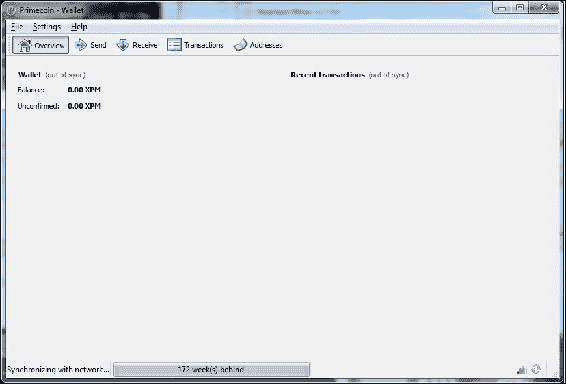 Primecoin - Wallet
File Settings Help
Overview Send Receive Transactions Addresses
Wallet (out of sync) Recent transactions (out of sync)
Balance: 0.00 XPM
Unconfirmed: 0.00 XPM
Synchronizing with network... 172 week(s) behind